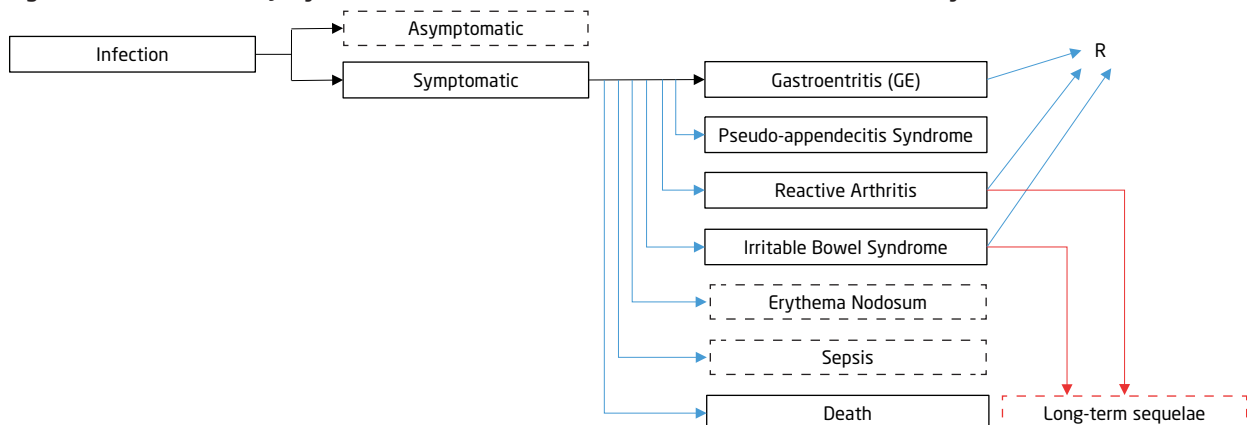 Asymptomatic
Infection
R
Symptomatic
Gastroentritis (GE)
Pseudo-appendecitis Syndrome
Reactive Arthritis
Irritable Bowel Syndrome
Erythema Nodosum
Sepsis
Death
Long-term sequelae